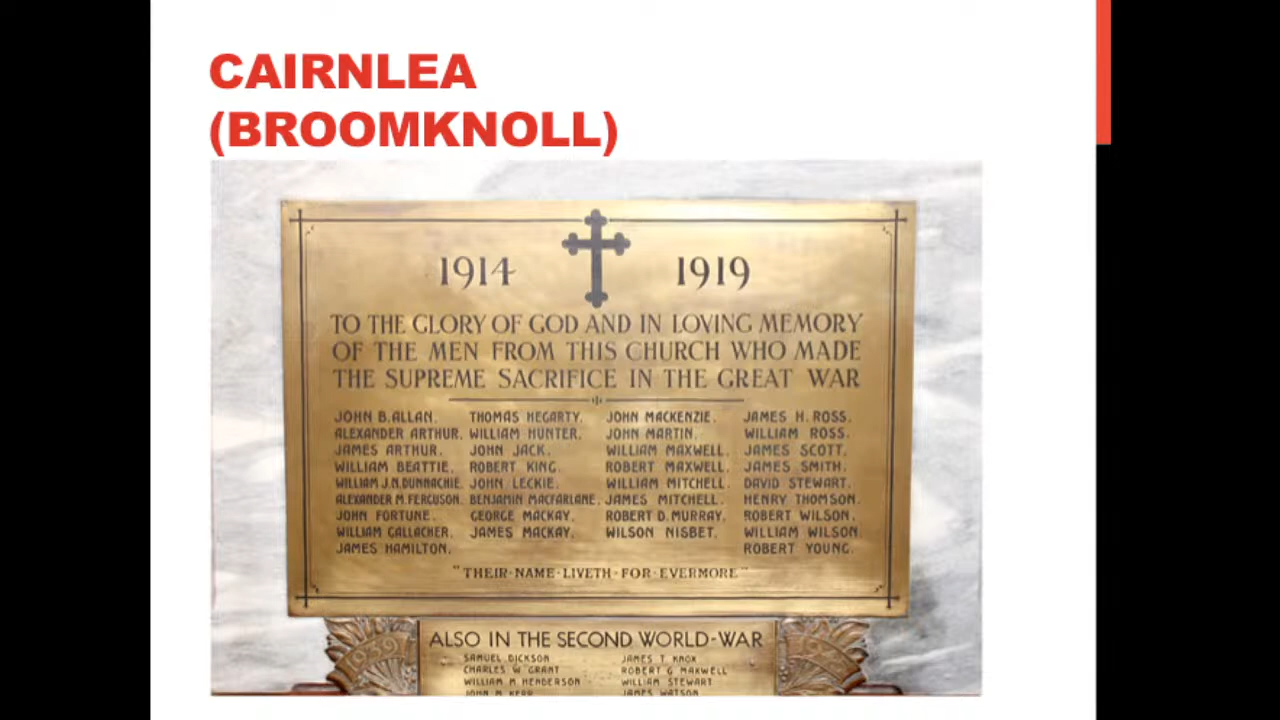 CAIRNLEA
(BROOMKNOLL)
1914 1919
TO THE GLORY OF GOD AND IN LOVING MEMORY
OF THE MEN FROM THIS CHURCH WHO MADE
THE SUPREME SACRIFICE IN THE GREAT WAR
JOHN B. ALLAN. THOMAS HEGARTY. JOHN MACKENZIE. JAMES H. ROSS.
ALEXANDER ARTHUR. WILLIAM HUNTER. JOHN MARTIN. WILLIAM ROSS.
JAMES ARTHUR. JOHN JACK. WILLIAM MAXWELL. JAMES SCOTT.
WILLIAM BEATTIE. ROBERT KING. ROBERT MAXWELL. JAMES SMITH.
WILLIAM J.N. DUNNACHIE. JOHN LECKIE. WILLIAM MITCHELL. DAVID STEWART.
ALEXANDER M. FERGUSON. BENJAMIN MACFARLANE. JAMES MITCHELL. HENRY THOMSON.
JOHN FORTUNE. GEORGE MACKAY. ROBERT D. MURRAY. ROBERT WILSON.
WILLIAM GALLACHER. JAMES MACKAY. WILSON NISBET. WILLIAM WILSON.
JAMES HAMILTON. ROBERT YOUNG.
"THEIR·NAME·LIVETH·FOR·EVERMORE"
1939
ALSO IN THE SECOND WORLD-WAR
SAMUEL DICKSON JAMES T. KNOX
CHARLES W. GRANT ROBERT G. MAXWELL
WILLIAM M. HENDERSON WILLIAM STEWART
JOHN M. KERR JAMES WATSON